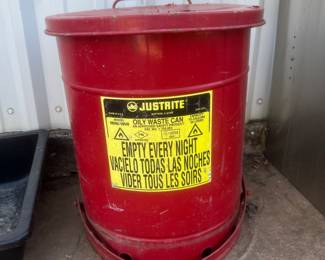 JUSTRITE
OILY WASTE CAN
EMPTY EVERY NIGHT
VACIELO TODAS LAS NOCHES
VIDER TOUS LES SOIRS